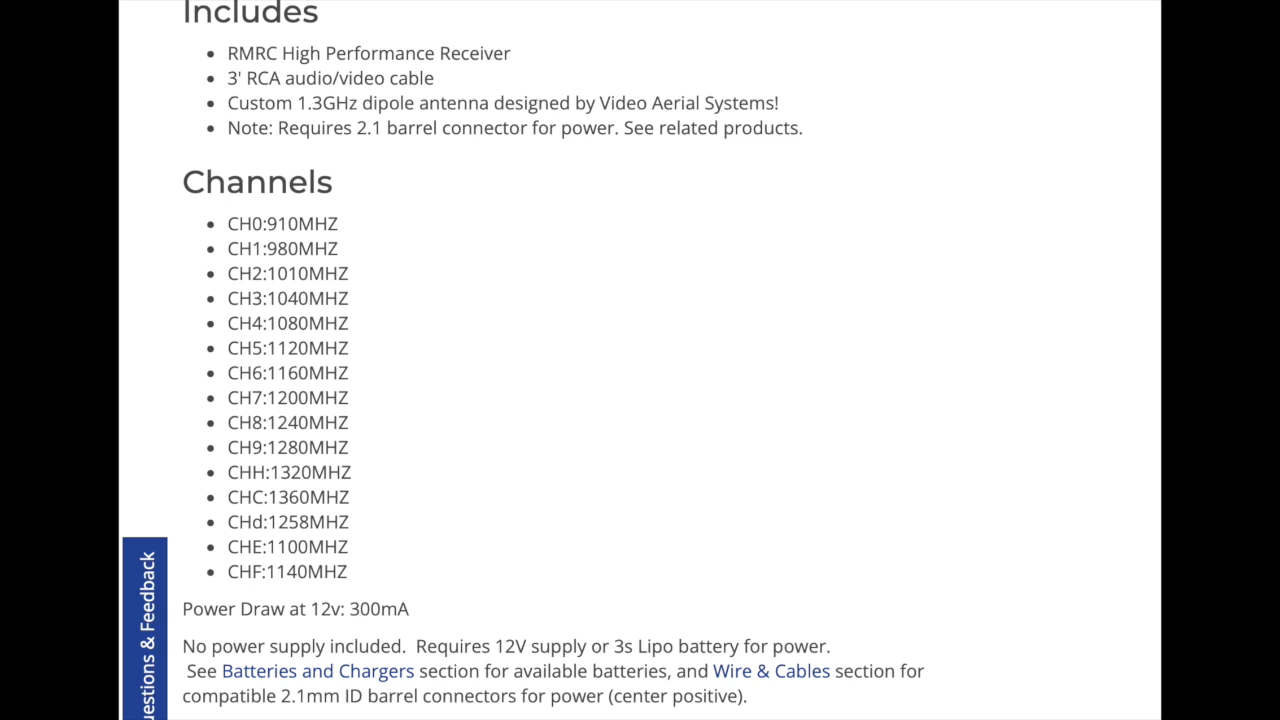 Includes
RMRC High Performance Receiver
3' RCA audio/video cable
Custom 1.3GHz dipole antenna designed by Video Aerial Systems!
Note: Requires 2.1 barrel connector for power. See related products.
Channels
CH0:910MHZ
CH1:980MHZ
CH2:1010MHZ
CH3:1040MHZ
CH4:1080MHZ
CH5:1120MHZ
CH6:1160MHZ
CH7:1200MHZ
CH8:1240MHZ
CH9:1280MHZ
CHH:1320MHZ
CHC:1360MHZ
CHd:1258MHZ
CHE:1100MHZ
CHF:1140MHZ
Power Draw at 12v: 300mA
No power supply included.  Requires 12V supply or 3s Lipo battery for power.
See Batteries and Chargers section for available batteries, and Wire & Cables section for
compatible 2.1mm ID barrel connectors for power (center positive).
& Feedback